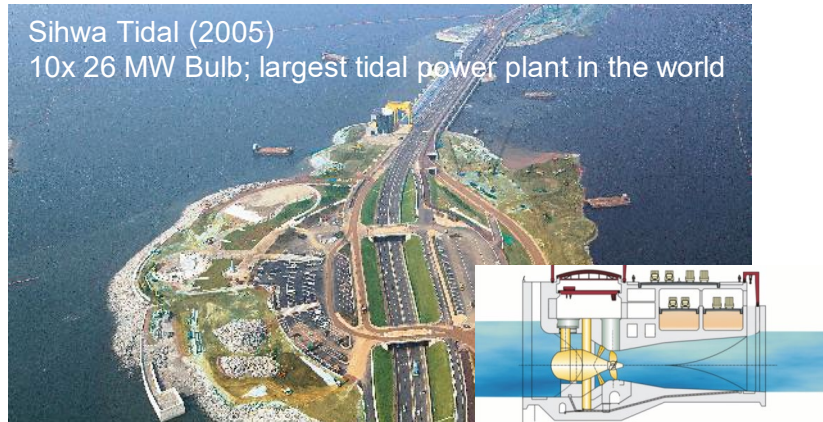 Sihwa Tidal (2005)
10x 26 MW Bulb; largest tidal power plant in the world